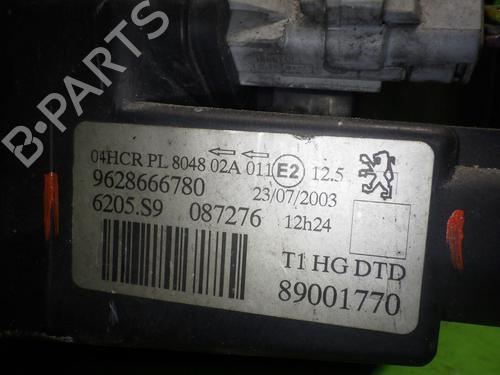 B-PARTS
04HCR PL 8048 02A 011 E2 12.5
9628666780 23/07/2003
6205.S9 087276 12h24
T1 HG DTD
89001770